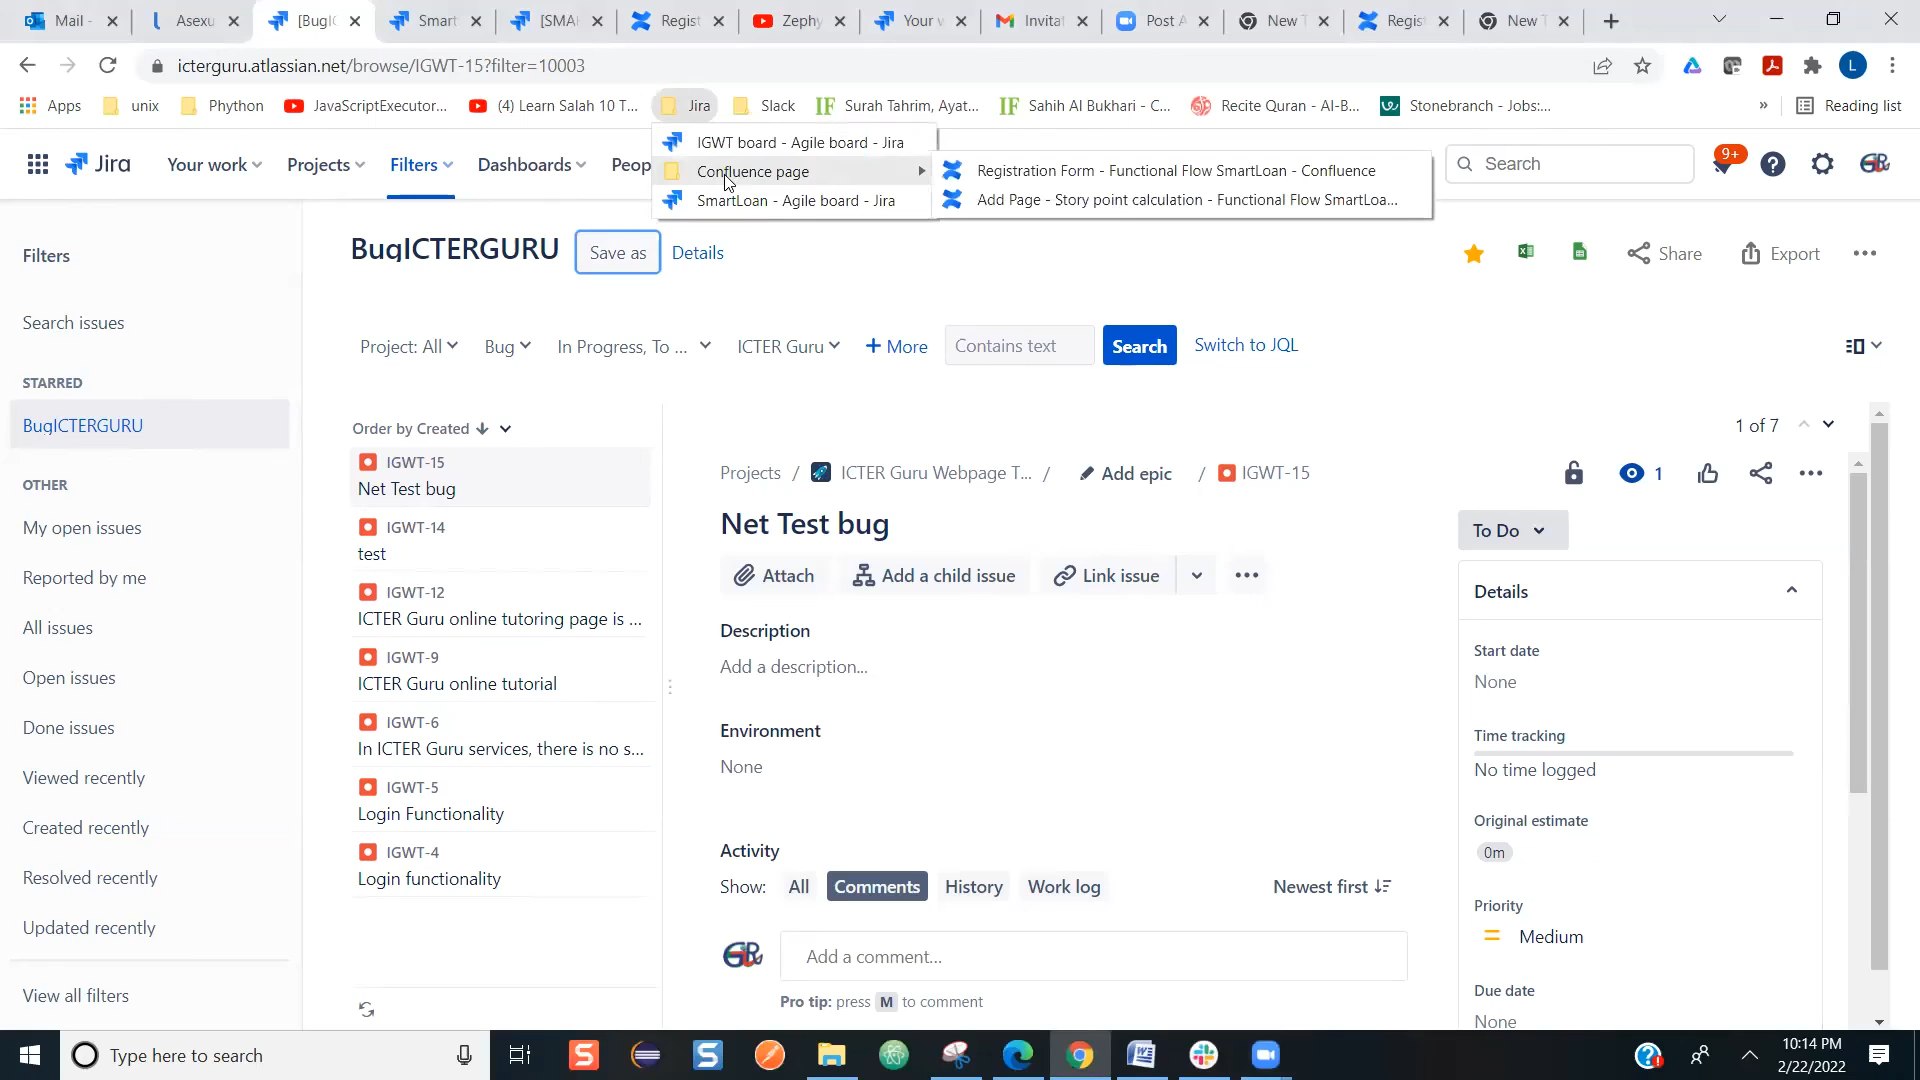 Mail -
Asexu
[BugIC
Smart
[SMA
Regist
Zephy
Your w
Invitat
Post A
New T
Regis
New T
icterguru.atlassian.net/browse/IGWT-15?filter=10003
L
Apps
unix
Phython
JavaScriptExecutor...
(4) Learn Salah 10 T...
Jira
Slack
IF Surah Tahrim, Ayat...
IF Sahih Al Bukhari - C...
Recite Quran - Al-B...
Stonebranch - Jobs:...
»
Reading list
IGWT board - Agile board - Jira
Confluence page
SmartLoan - Agile board - Jira
Registration Form - Functional Flow SmartLoan - Confluence
Add Page - Story point calculation - Functional Flow SmartLoa...
Jira
Your work
Projects
Filters
Dashboards
Peop
Search
9+
Filters
Search issues
STARRED
BugICTERGURU
OTHER
My open issues
Reported by me
All issues
Open issues
Done issues
Viewed recently
Created recently
Resolved recently
Updated recently
View all filters
BugICTERGURU
Save as
Details
Share
Export
Project: All
Bug
In Progress, To ...
ICTER Guru
+ More
Contains text
Search
Switch to JQL
Order by Created
IGWT-15
Net Test bug
IGWT-14
test
IGWT-12
ICTER Guru online tutoring page is ...
IGWT-9
ICTER Guru online tutorial
IGWT-6
In ICTER Guru services, there is no s...
IGWT-5
Login Functionality
IGWT-4
Login functionality
1 of 7
Projects / ICTER Guru Webpage T... / Add epic / IGWT-15
1
Net Test bug
Attach
Add a child issue
Link issue
Description
Add a description...
Environment
None
Activity
Show: All Comments History Work log
Newest first
Add a comment...
Pro tip: press M to comment
To Do
Details
Start date
None
Time tracking
No time logged
Original estimate
0m
Priority
Medium
Due date
None
Type here to search
10:14 PM
2/22/2022